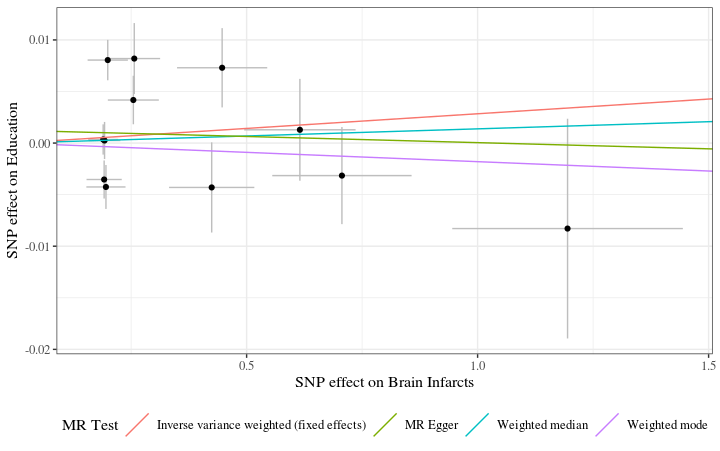 0.01
0.00
-0.01
-0.02
SNP effect on Education
0.5
1.0
1.5
SNP effect on Brain Infarcts
MR Test
Inverse variance weighted (fixed effects)
MR Egger
Weighted median
Weighted mode